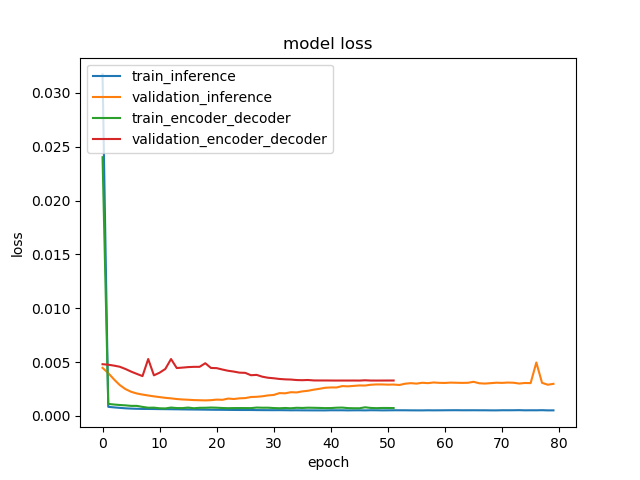 model loss
train_inference
validation_inference
train_encoder_decoder
validation_encoder_decoder
0.030
0.025
0.020
0.015
0.010
0.005
0.000
loss
0 10 20 30 40 50 60 70 80
epoch